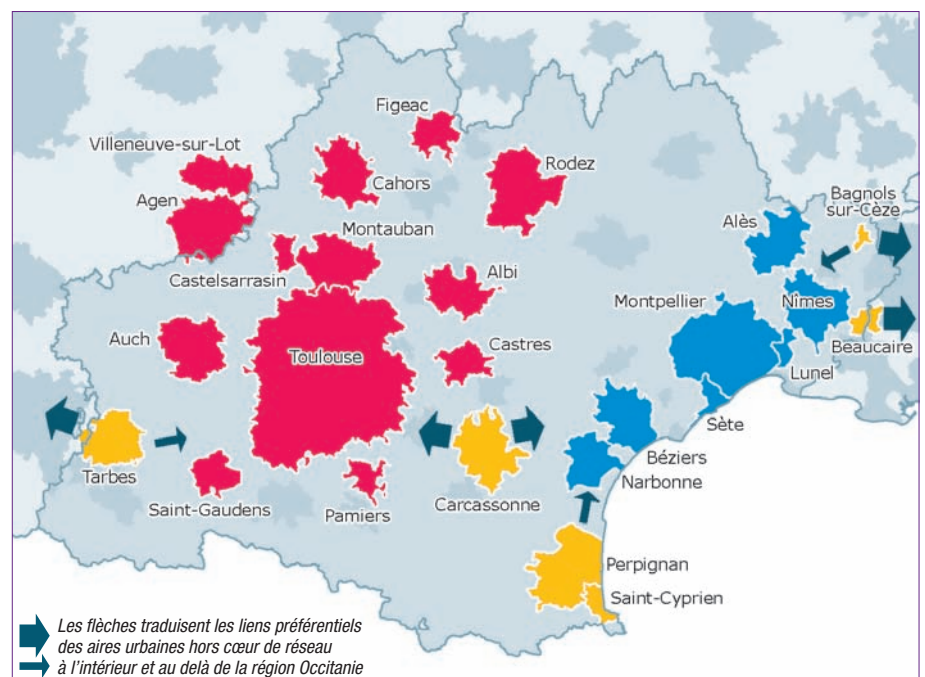 Figeac
Villeneuve-sur-Lot
Rodez
Cahors
Bagnols
sur-Cèze
Agen
Alès
Montauban
Castelsarrasin
Albi
Montpellier
Nîmes
Auch
Toulouse
Castres
Beaucaire
Lunel
Sète
Béziers
Tarbes
Narbonne
Saint-Gaudens
Pamiers
Carcassonne
Perpignan
Saint-Cyprien
Les flèches traduisent les liens préférentiels
des aires urbaines hors cœur de réseau
à l'intérieur et au delà de la région Occitanie